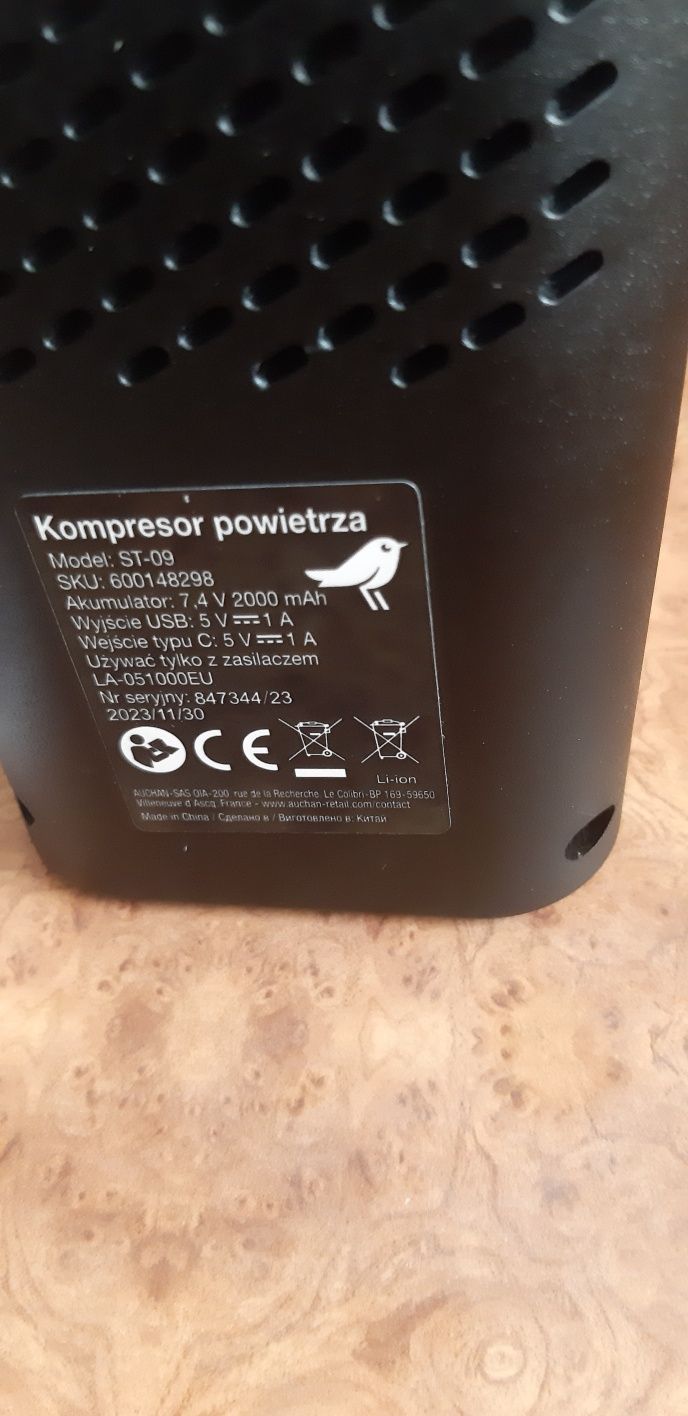 Kompresor powietrza
Model: ST-09
SKU: 600148298
Akumulator: 7,4 V 2000 mAh
Wyjście USB: 5 V ⎓ 1 A
Wejście typu C: 5 V ⎓ 1 A
Używać tylko z zasilaczem
LA-051000EU
Nr seryjny: 847344/23
2023/11/30
CE
Li-ion
AUCHAN-SAS OIA-200 rue de la Recherche Le Colibri-BP 169-59650
Villeneuve d'Ascq France - www.auchan-retail.com/contact
Made in China / Сделано в / Виготовлено в: Китай